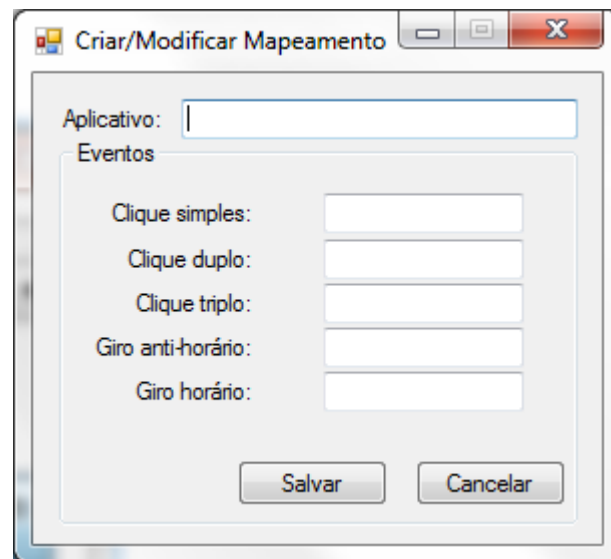 Criar/Modificar Mapeamento
Aplicativo:
Eventos
Clique simples:
Clique duplo:
Clique triplo:
Giro anti-horário:
Giro horário:
Salvar Cancelar